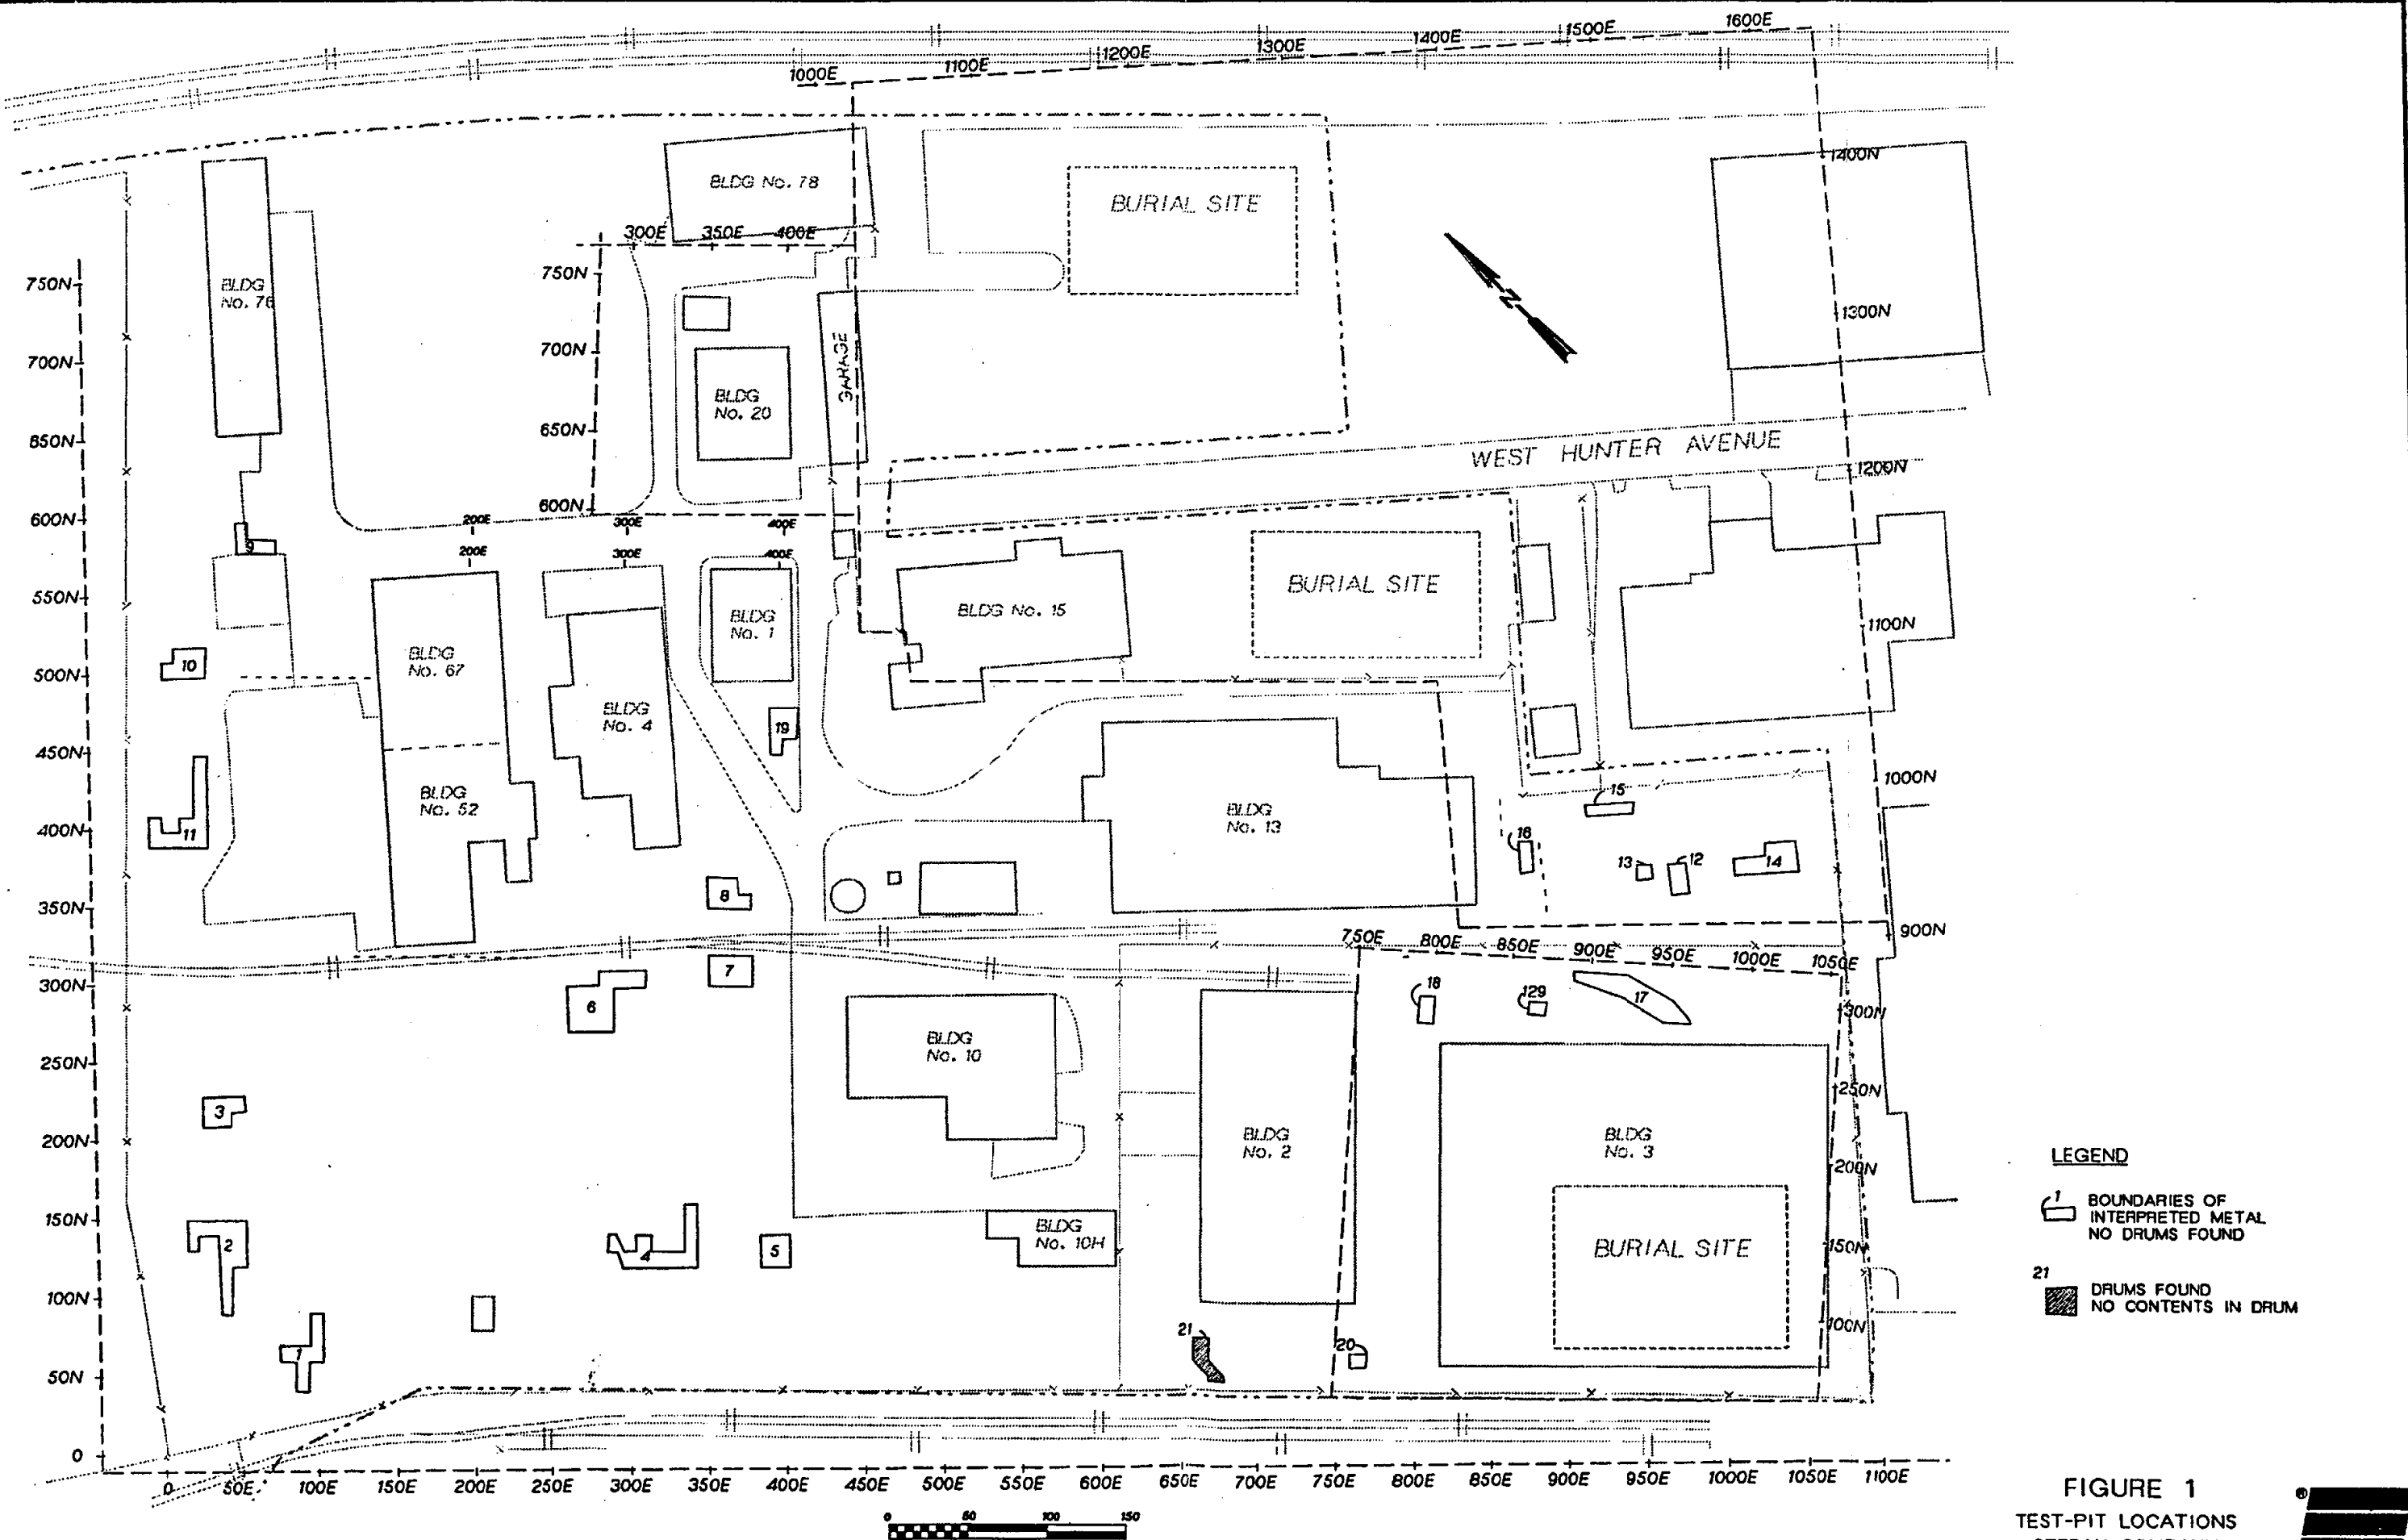 1000E
1100E
1200E
1300E
1400E
1500E
1600E
1400N
1300N
1200N
1100N
1000N
900N
BLDG No. 78
BURIAL SITE
300E 350E 400E
BLDG
No. 76
750N
700N
650N
600N
550N
500N
450N
400N
350N
300N
250N
200N
150N
100N
50N
0
750N
700N
650N
600N
GARAGE
BLDG
No. 20
N
WEST HUNTER AVENUE
200E 300E 400E
200E 300E 400E
9
10
11
BLDG
No. 67
BLDG
No. 52
BLDG
No. 4
BLDG
No. 1
19
BLDG No. 15
BURIAL SITE
BLDG
No. 13
15
16
13
12
14
8
7
6
750E 800E 850E 900E 950E 1000E 1050E
18
129
17
300N
250N
200N
150N
100N
BLDG
No. 10
BLDG
No. 2
BLDG
No. 3
BURIAL SITE
BLDG
No. 10H
3
2
1
4
5
21
20
LEGEND
1
BOUNDARIES OF
INTERPRETED METAL
NO DRUMS FOUND
21
DRUMS FOUND
NO CONTENTS IN DRUM
0 50E 100E 150E 200E 250E 300E 350E 400E 450E 500E 550E 600E 650E 700E 750E 800E 850E 900E 950E 1000E 1050E 1100E
0 50 100 150
FIGURE 1
TEST-PIT LOCATIONS
®